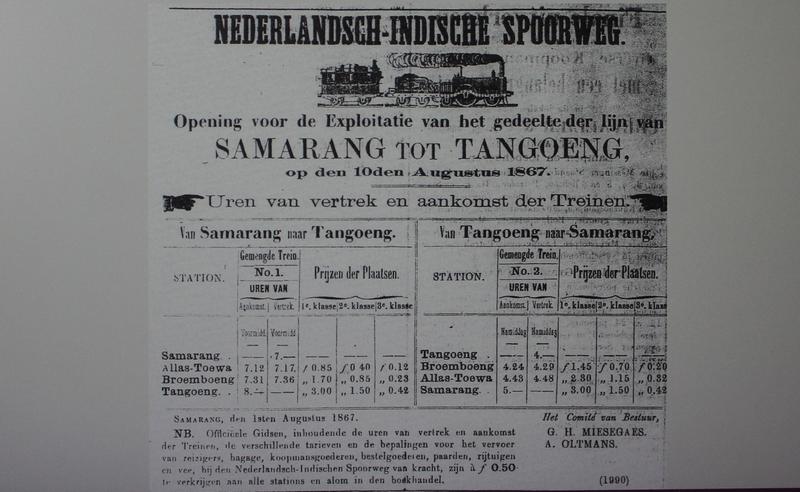 NEDERLANDSCH-INDISCHE SPOORWEG.
Opening voor de Exploitatie van het gedeelte der lijn van
SAMARANG TOT TANGOENG,
op den 10den Augustus 1867.
Uren van vertrek en aankomst der Treinen.
Van Samarang naar Tangoeng.
STATION.
Gemengde Trein.
No. 1.
UREN VAN
Prijzen der Plaatsen.
Aankomst. Vertrek. 1e. klasse 2e. klasse 3e. klasse
Voormidd. Voormidd
— —
Samarang . . — 7.— — — —
Allas-Toewa 7.12 7.17. f 0.85 f 0 40 f 0.12
Broemboeng 7.31 7.36 „ 1.70 „ 0.85 „ 0.23
Tangoeng. . 8.— — „ 3.00 „ 1.50 „ 0.42
Van Tangoeng naar Samarang,
STATION.
Gemengde Trein.
No. 2.
UREN VAN
Prijzen der Plaatsen.
Aankomst. Vertrek. 1e. klasse 2e. klasse 3e. klass
Namiddag Namiddag
— —
Tangoeng . — 4.— — — —
Broemboeng 4.24 4.29 f 1.45 f 0.70 f 0.20
Allas-Toewa 4.43 4.48 „ 2.30 „ 1.15 „ 0.32
Samarang. . 5.— — „ 3.00 „ 1.50 „ 0.42
SAMARANG, den 1sten Augustus 1867.
NB. Officiëele Gidsen, inhoudende de uren van vertrek en aankomst
der Treinen, de verschillende tarieven en de bepalingen voor het vervoer
van reizigers, bagage, koopmansgoederen, bestelgoederen, paarden, rijtuigen
en vee, bij den Nederlandsch-Indischen Spoorweg van kracht, zijn à f 0.50
te verkrijgen aan alle stations en alom in den boekhandel.
Het Comité van Bestuur,
G. H. MIESEGAES.
A. OLTMANS.
(1990)